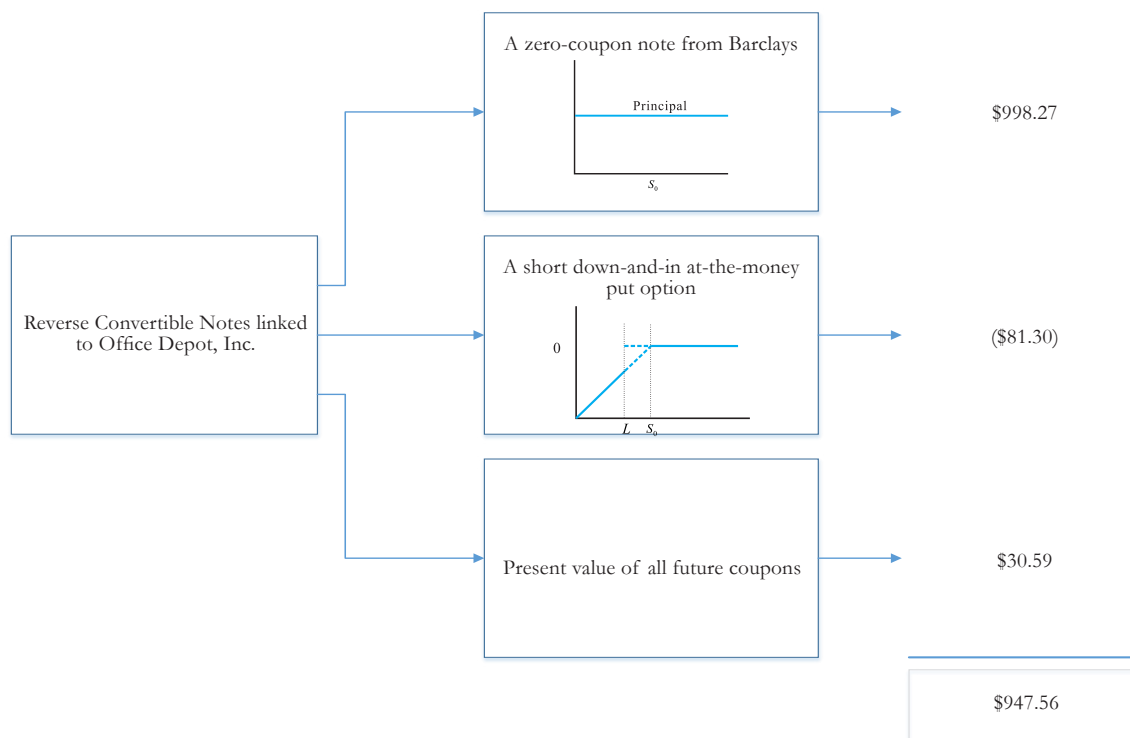 A zero-coupon note from Barclays
Principal
S₀
$998.27
Reverse Convertible Notes linked
to Office Depot, Inc.
A short down-and-in at-the-money
put option
0
L S₀
($81.30)
Present value of all future coupons
$30.59
$947.56